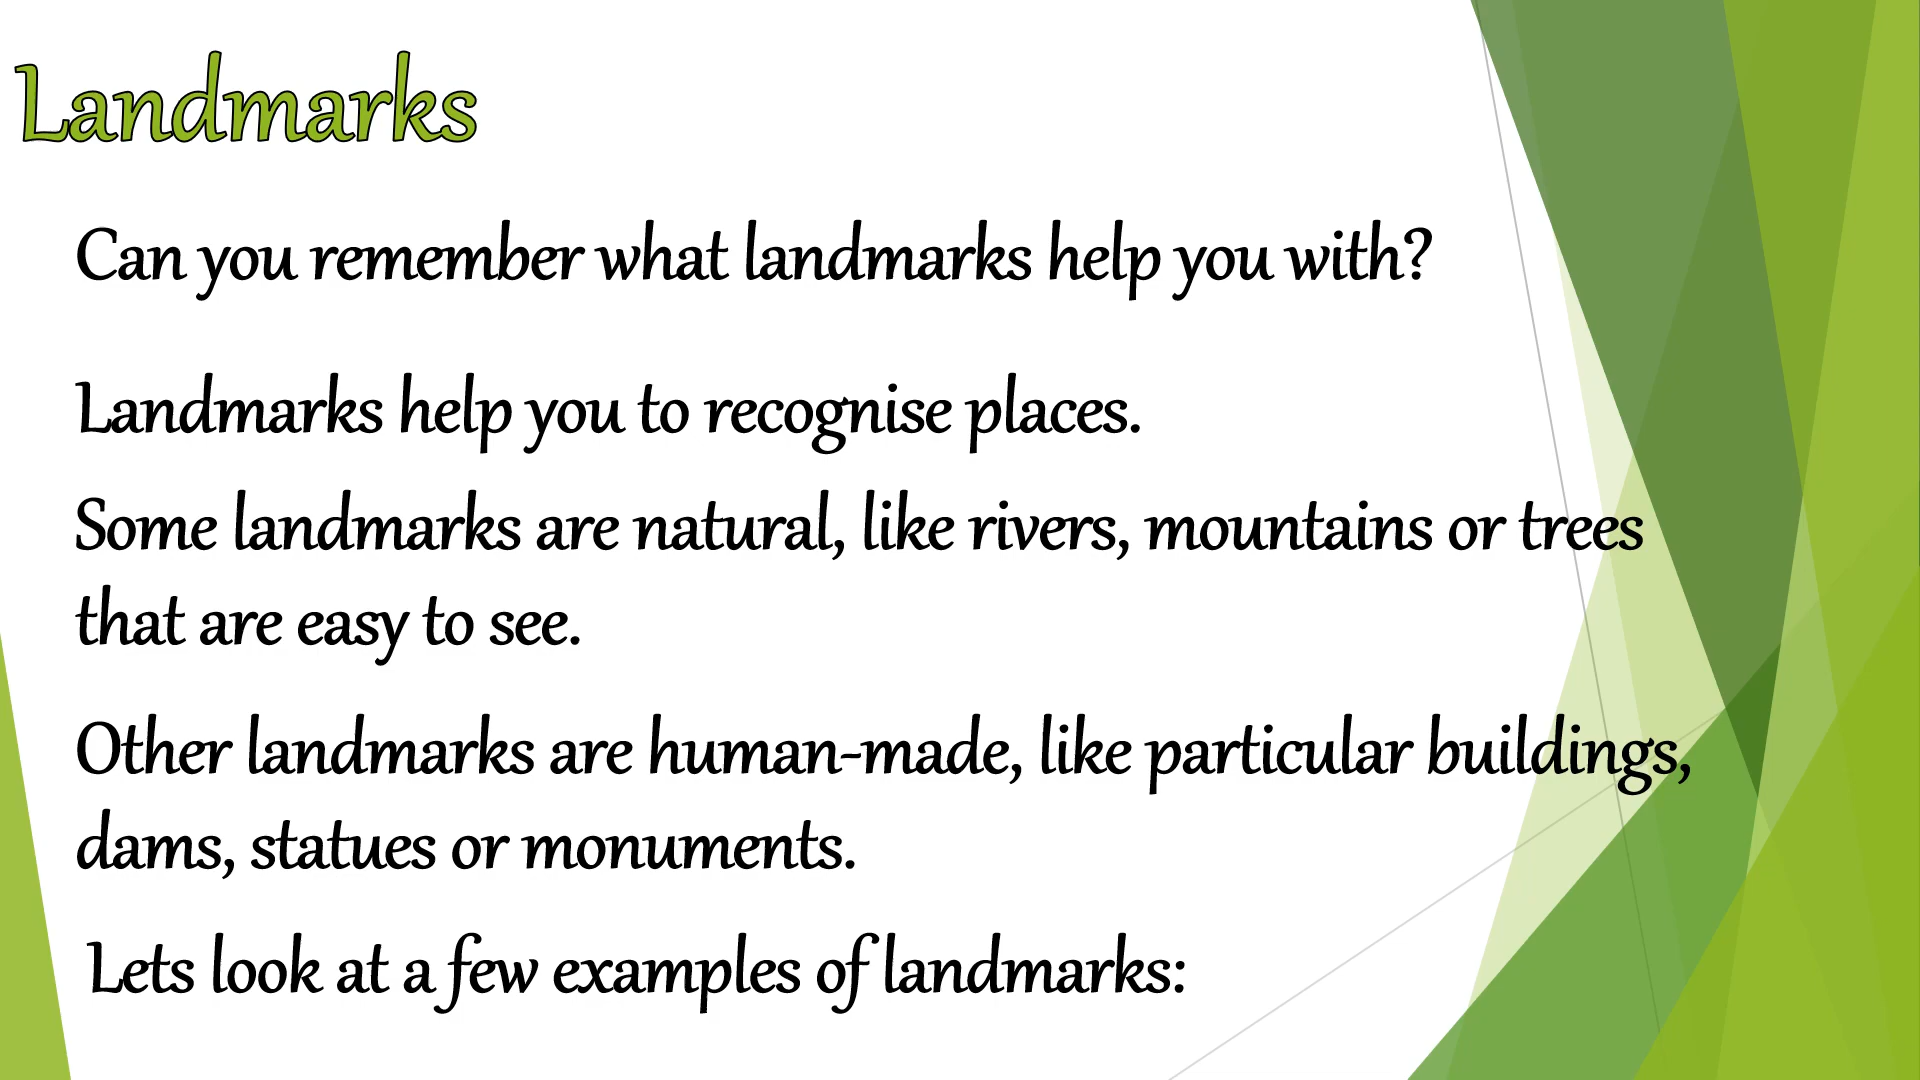 Landmarks
Can you remember what landmarks help you with?
Landmarks help you to recognise places.
Some landmarks are natural, like rivers, mountains or trees
that are easy to see.
Other landmarks are human-made, like particular buildings,
dams, statues or monuments.
Lets look at a few examples of landmarks: